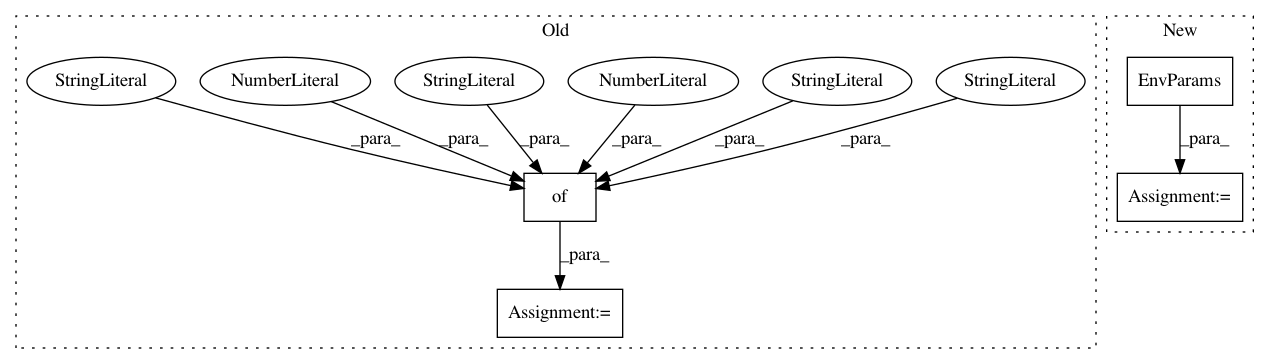 Old
New
StringLiteral
NumberLiteral
StringLiteral
NumberLiteral
StringLiteral
StringLiteral
EnvParams
_para_
_para_
_para_
_para_
_para_
_para_
_para_
of
Assignment:=
_para_
Assignment:=